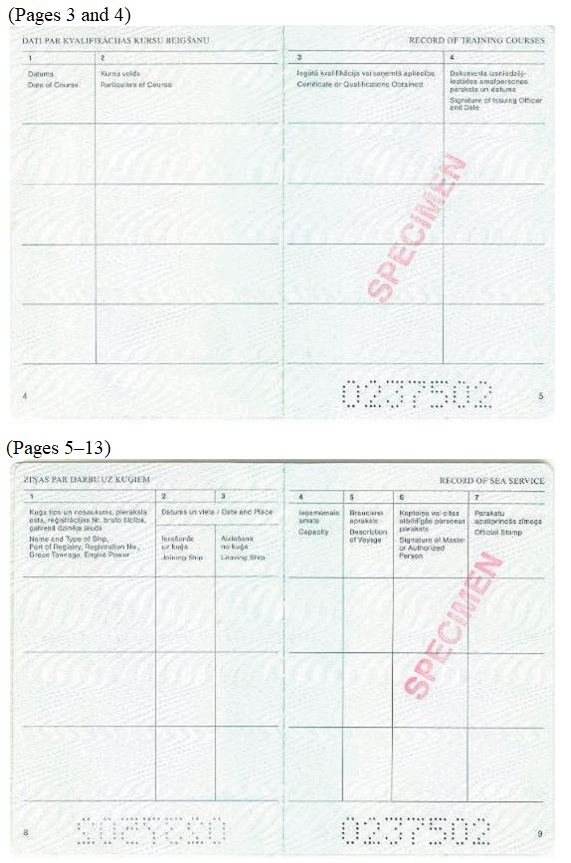 (Pages 3 and 4)
DATI PAR KVALIFIKĀCIJAS KURSU BEIGŠANU
RECORD OF TRAINING COURSES
1
2
3
4
Datums
Date of Course
Kursu veids
Particulars of Course
Iegūtā kvalifikācija vai saņemtā apliecība
Certificate or Qualifications Obtained
Dokumenta izsniedzēj-
iestādes amatpersonas
paraksts un datums
Signature of Issuing Officer
and Date
SPECIMEN
4
0237502
5
(Pages 5–13)
ZIŅAS PAR DARBU UZ KUĢIEM
RECORD OF SEA SERVICE
1
2
3
4
5
6
7
Kuģa tips un nosaukums, pieraksta
osta, reģistrācijas Nr., bruto tilpība,
galvenā dzinēja jauda
Name and Type of Ship,
Port of Registry, Registration No.,
Gross Tonnage, Engine Power
Datums un vieta / Date and Place
Ierašanās
uz kuģa
Joining Ship
Aiziešana
no kuģa
Leaving Ship
Ieņemamais
amats
Capacity
Brauciena
apraksts
Description
of Voyage
Kapteiņa vai citas
atbildīgās personas
paraksts
Signature of Master
or Authorized
Person
Parakstu
apstiprinošs zīmogs
Official Stamp
SPECIMEN
8
0237502
0237502
9